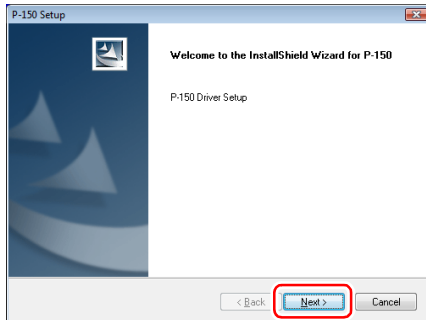 P-150 Setup
Welcome to the InstallShield Wizard for P-150
P-150 Driver Setup
< Back
Next >
Cancel